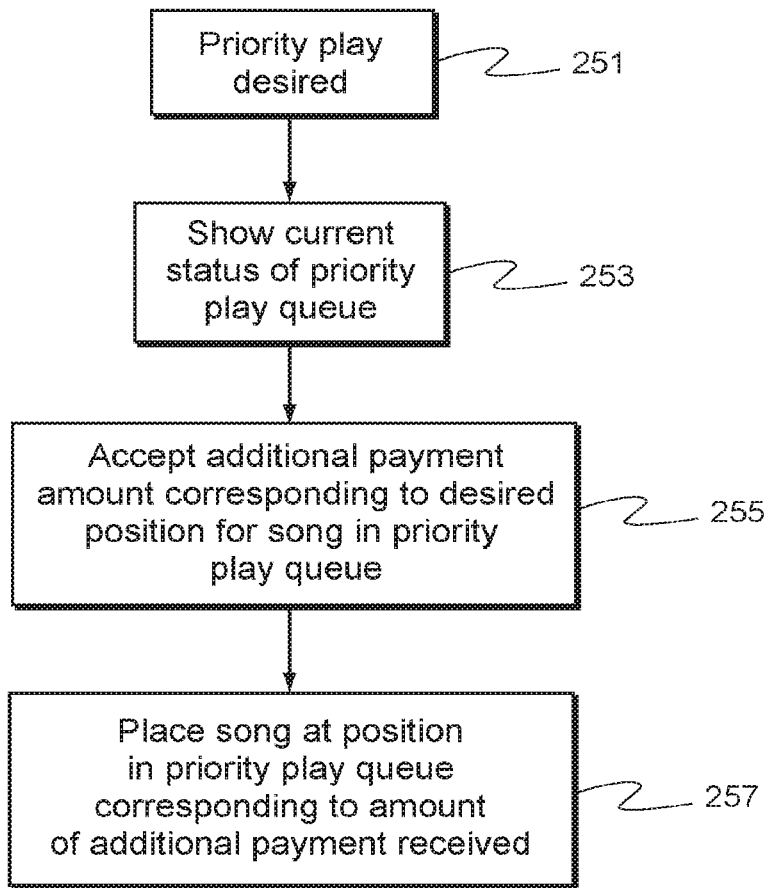 Priority play
desired
251
Show current
status of priority
play queue
253
Accept additional payment
amount corresponding to desired
position for song in priority
play queue
255
Place song at position
in priority play queue
corresponding to amount
of additional payment received
257